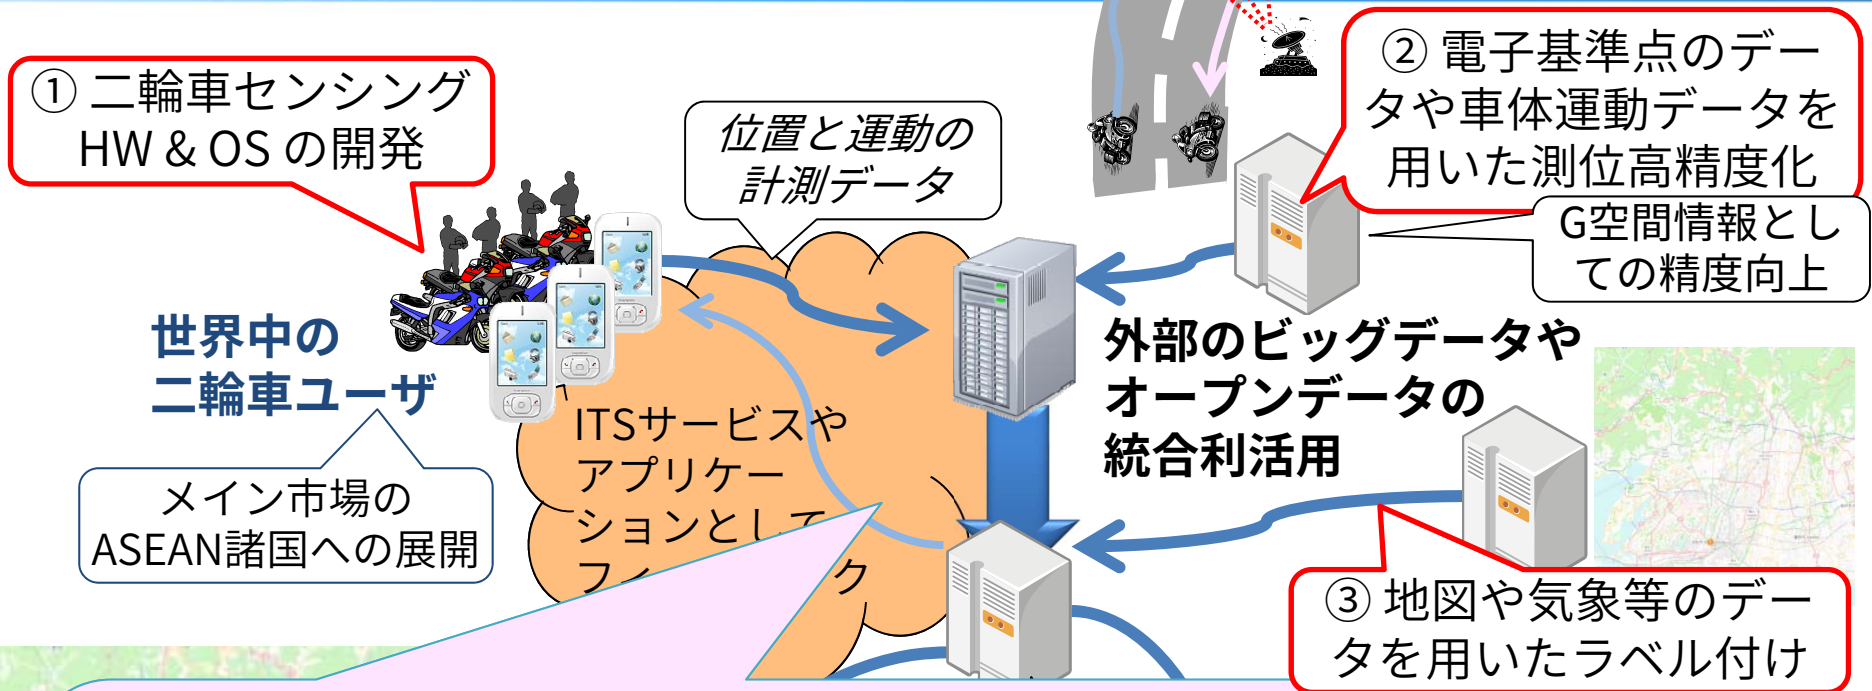 ① 二輪車センシング
HW & OS の開発
位置と運動の
計測データ
② 電子基準点のデー
タや車体運動データを
用いた測位高精度化
G空間情報とし
ての精度向上
世界中の
二輪車ユーザ
外部のビッグデータや
オープンデータの
統合利活用
ITSサービスや
アプリケー
ションとして
メイン市場の
ASEAN諸国への展開
③ 地図や気象等のデー
タを用いたラベル付け